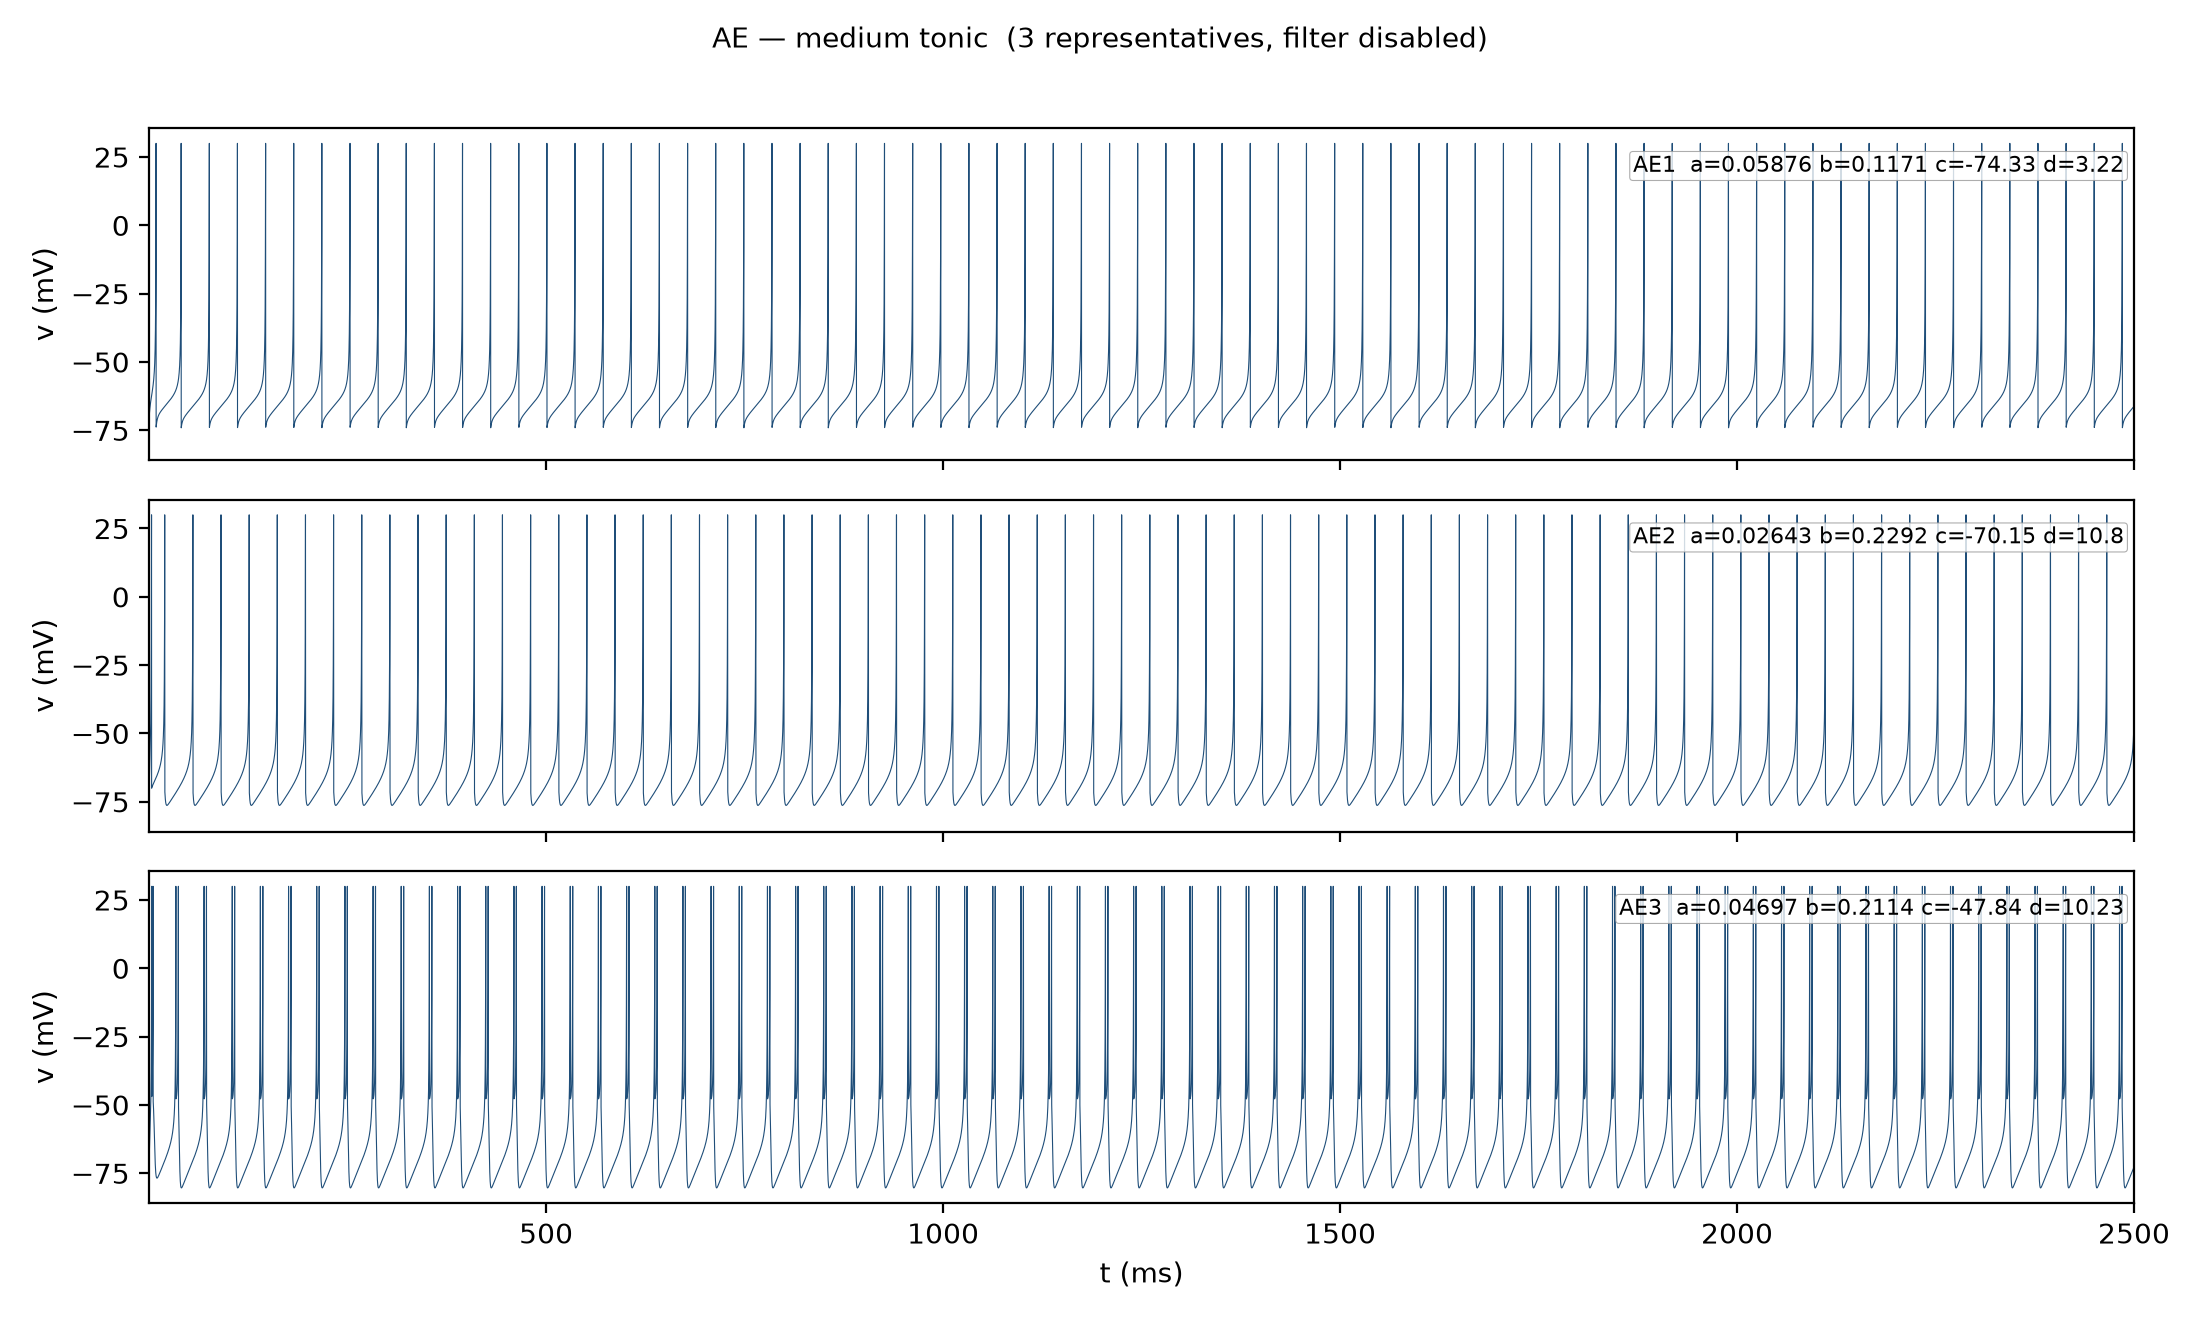 AE — medium tonic (3 representatives, filter disabled)
25
0
−25
−50
−75
v (mV)
AE1 a=0.05876 b=0.1171 c=-74.33 d=3.22
25
0
−25
−50
−75
v (mV)
AE2 a=0.02643 b=0.2292 c=-70.15 d=10.8
25
0
−25
−50
−75
v (mV)
AE3 a=0.04697 b=0.2114 c=-47.84 d=10.23
500 1000 1500 2000 2500
t (ms)